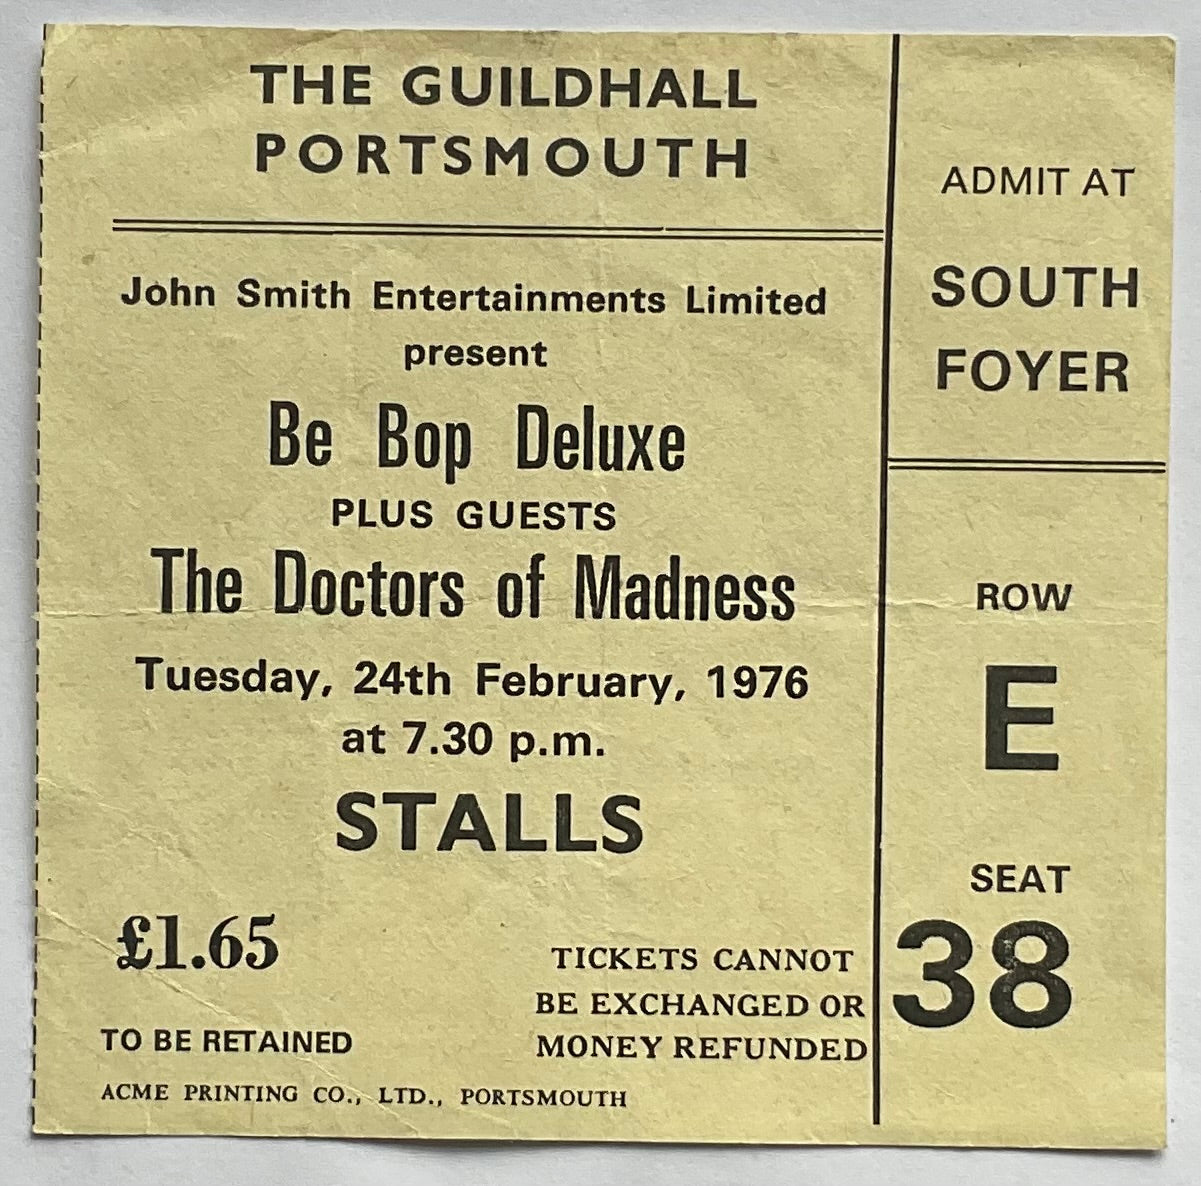 THE GUILDHALL
PORTSMOUTH
John Smith Entertainments Limited
present
Be Bop Deluxe
PLUS GUESTS
The Doctors of Madness
Tuesday, 24th February, 1976
at 7.30 p.m.
STALLS
£1.65
TO BE RETAINED
TICKETS CANNOT
BE EXCHANGED OR
MONEY REFUNDED
ACME PRINTING CO., LTD., PORTSMOUTH
ADMIT AT
SOUTH
FOYER
ROW
E
SEAT
38